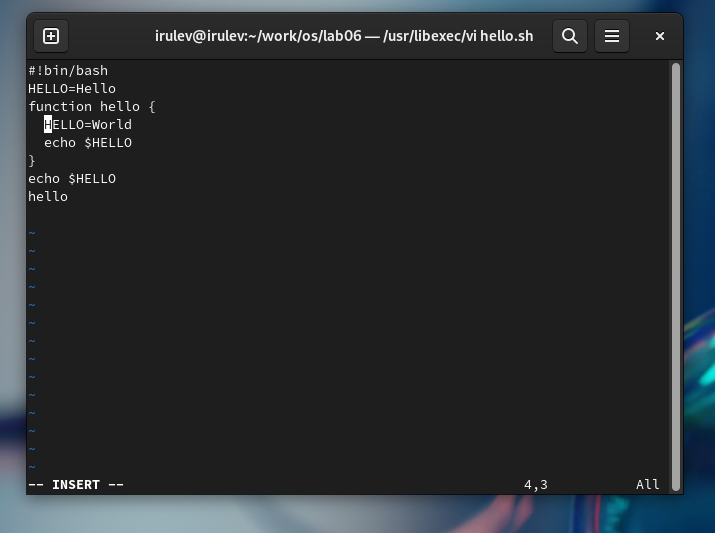 irulev@irulev:~/work/os/lab06 — /usr/libexec/vi hello.sh
#!bin/bash
HELLO=Hello
function hello {
  HELLO=World
  echo $HELLO
}
echo $HELLO
hello
~
~
~
~
~
~
~
~
~
~
~
~
~
~
-- INSERT -- 4,3 All